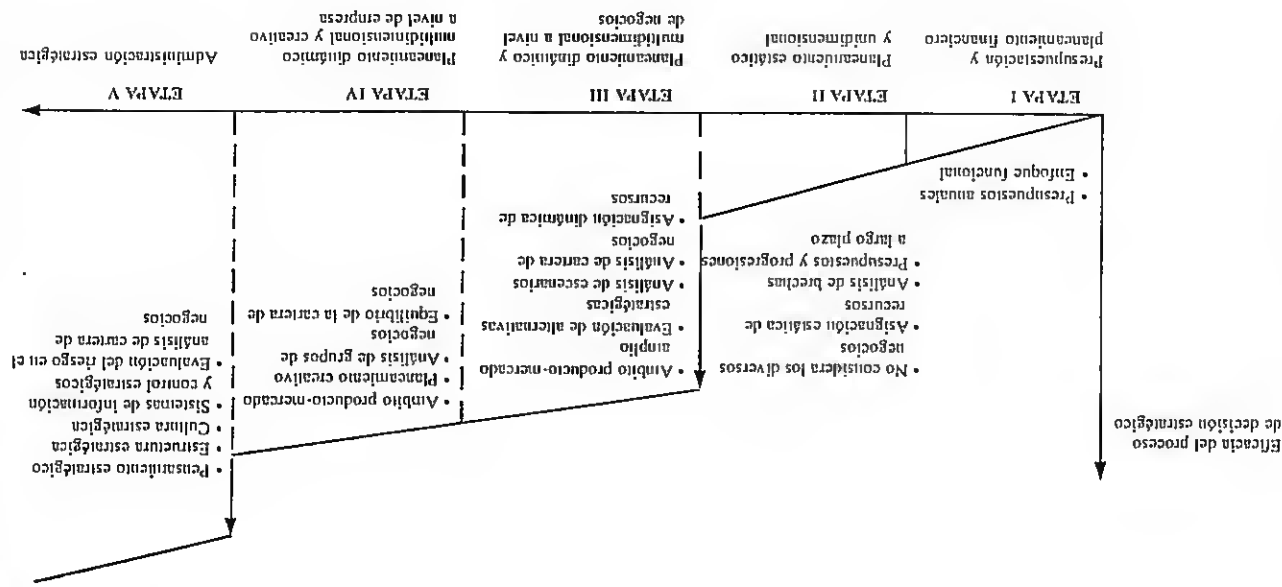 Eficacia del proceso
de decisión estratégico
• Presupuestos anuales
• Enfoque funcional
• No considera los diversos
negocios
• Asignación estática de
recursos
• Análisis de brechas
• Presupuestos y progresiones
a largo plazo
• Ambito producto-mercado
amplio
• Evaluación de alternativas
estratégicas
• Análisis de escenarios
• Análisis de cartera de
negocios
• Asignación dinámica de
recursos
• Ambito producto-mercado
• Planeamiento creativo
• Análisis de grupos de
negocios
• Equilibrio de la cartera de
negocios
• Pensamiento estratégico
• Estructura estratégica
• Cultura estratégica
• Sistemas de información
y control estratégicos
• Evaluación del riesgo en el
análisis de cartera de
negocios
ETAPA I
Presupuestación y
planeamiento financiero
ETAPA II
Planeamiento estático
y unidimensional
ETAPA III
Planeamiento dinámico y
multidimensional a nivel
de negocios
ETAPA IV
Planeamiento dinámico
multidimensional y creativo
a nivel de empresa
ETAPA V
Administración estratégica